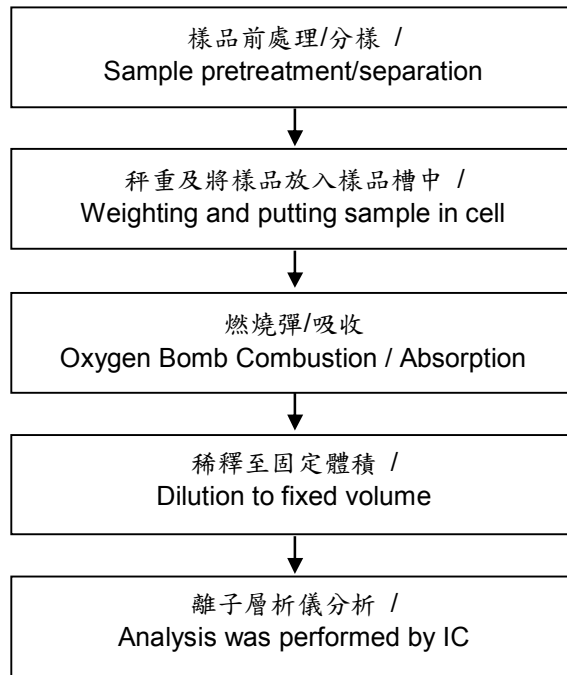 樣品前處理/分樣 /
Sample pretreatment/separation
秤重及將樣品放入樣品槽中 /
Weighting and putting sample in cell
燃燒彈/吸收
Oxygen Bomb Combustion / Absorption
稀釋至固定體積 /
Dilution to fixed volume
離子層析儀分析 /
Analysis was performed by IC